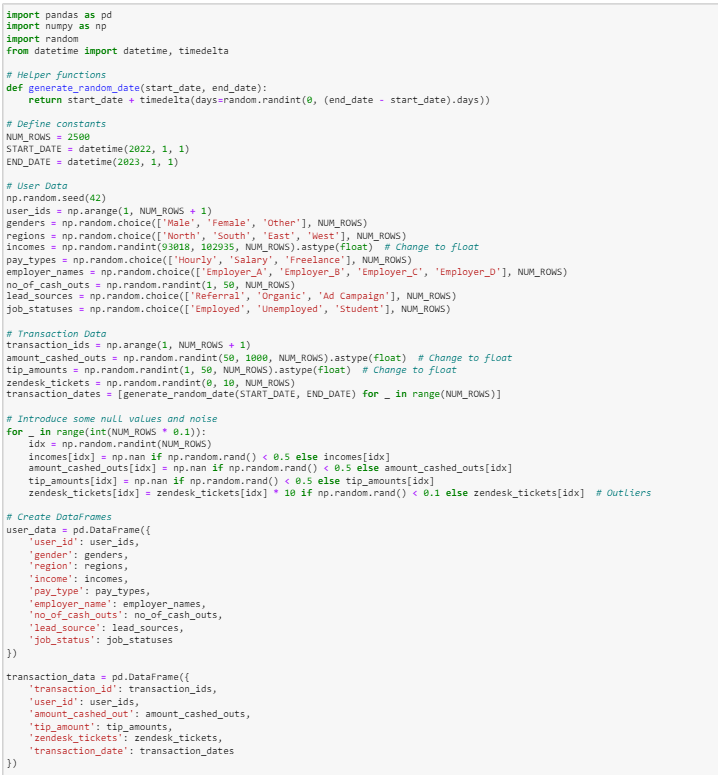 import pandas as pd
import numpy as np
import random
from datetime import datetime, timedelta

# Helper functions
def generate_random_date(start_date, end_date):
    return start_date + timedelta(days=random.randint(0, (end_date - start_date).days))

# Define constants
NUM_ROWS = 2500
START_DATE = datetime(2022, 1, 1)
END_DATE = datetime(2023, 1, 1)

# User Data
np.random.seed(42)
user_ids = np.arange(1, NUM_ROWS + 1)
genders = np.random.choice(['Male', 'Female', 'Other'], NUM_ROWS)
regions = np.random.choice(['North', 'South', 'East', 'West'], NUM_ROWS)
incomes = np.random.randint(93018, 102935, NUM_ROWS).astype(float)  # Change to float
pay_types = np.random.choice(['Hourly', 'Salary', 'Freelance'], NUM_ROWS)
employer_names = np.random.choice(['Employer_A', 'Employer_B', 'Employer_C', 'Employer_D'], NUM_ROWS)
no_of_cash_outs = np.random.randint(1, 50, NUM_ROWS)
lead_sources = np.random.choice(['Referral', 'Organic', 'Ad Campaign'], NUM_ROWS)
job_statuses = np.random.choice(['Employed', 'Unemployed', 'Student'], NUM_ROWS)

# Transaction Data
transaction_ids = np.arange(1, NUM_ROWS + 1)
amount_cashed_outs = np.random.randint(50, 1000, NUM_ROWS).astype(float)  # Change to float
tip_amounts = np.random.randint(1, 50, NUM_ROWS).astype(float)  # Change to float
zendesk_tickets = np.random.randint(0, 10, NUM_ROWS)
transaction_dates = [generate_random_date(START_DATE, END_DATE) for _ in range(NUM_ROWS)]

# Introduce some null values and noise
for _ in range(int(NUM_ROWS * 0.1)):
    idx = np.random.randint(NUM_ROWS)
    incomes[idx] = np.nan if np.random.rand() < 0.5 else incomes[idx]
    amount_cashed_outs[idx] = np.nan if np.random.rand() < 0.5 else amount_cashed_outs[idx]
    tip_amounts[idx] = np.nan if np.random.rand() < 0.5 else tip_amounts[idx]
    zendesk_tickets[idx] = zendesk_tickets[idx] * 10 if np.random.rand() < 0.1 else zendesk_tickets[idx]  # Outliers

# Create DataFrames
user_data = pd.DataFrame({
    'user_id': user_ids,
    'gender': genders,
    'region': regions,
    'income': incomes,
    'pay_type': pay_types,
    'employer_name': employer_names,
    'no_of_cash_outs': no_of_cash_outs,
    'lead_source': lead_sources,
    'job_status': job_statuses
})

transaction_data = pd.DataFrame({
    'transaction_id': transaction_ids,
    'user_id': user_ids,
    'amount_cashed_out': amount_cashed_outs,
    'tip_amount': tip_amounts,
    'zendesk_tickets': zendesk_tickets,
    'transaction_date': transaction_dates
})